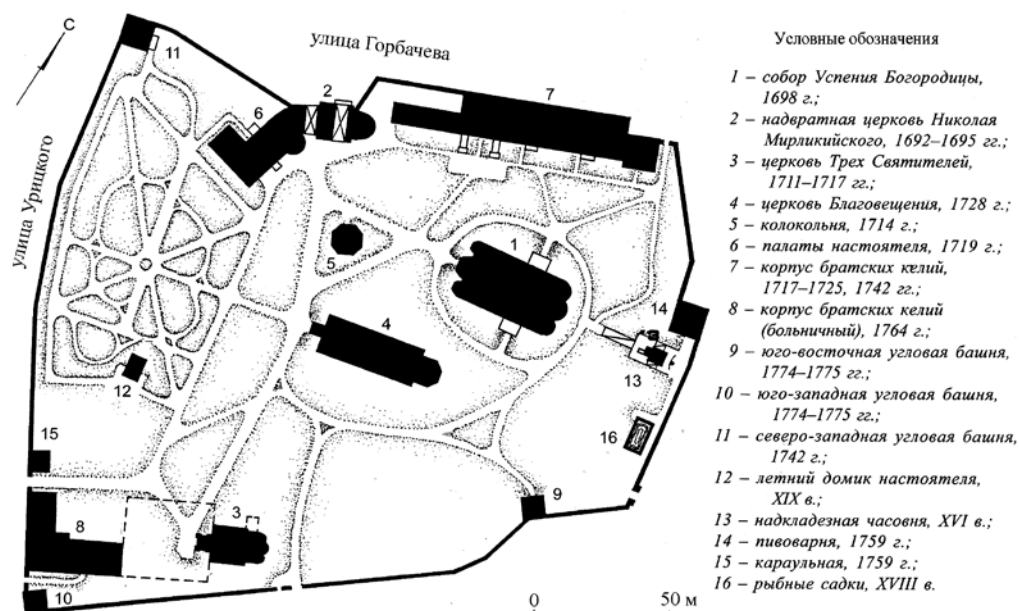 С
улица Горбачева
улица Урицкого
11
2
7
6
1
5
4
14
13
12
16
15
9
3
8
10
0 50 м
Условные обозначения
1 – собор Успения Богородицы,
1698 г.;
2 – надвратная церковь Николая
Мирликийского, 1692–1695 гг.;
3 – церковь Трех Святителей,
1711–1717 гг.;
4 – церковь Благовещения, 1728 г.;
5 – колокольня, 1714 г.;
6 – палаты настоятеля, 1719 г.;
7 – корпус братских келий,
1717–1725, 1742 гг.;
8 – корпус братских келий
(больничный), 1764 г.;
9 – юго-восточная угловая башня,
1774–1775 гг.;
10 – юго-западная угловая башня,
1774–1775 гг.;
11 – северо-западная угловая башня,
1742 г.;
12 – летний домик настоятеля,
XIX в.;
13 – надкладезная часовня, XVI в.;
14 – пивоварня, 1759 г.;
15 – караульная, 1759 г.;
16 – рыбные садки, XVIII в.